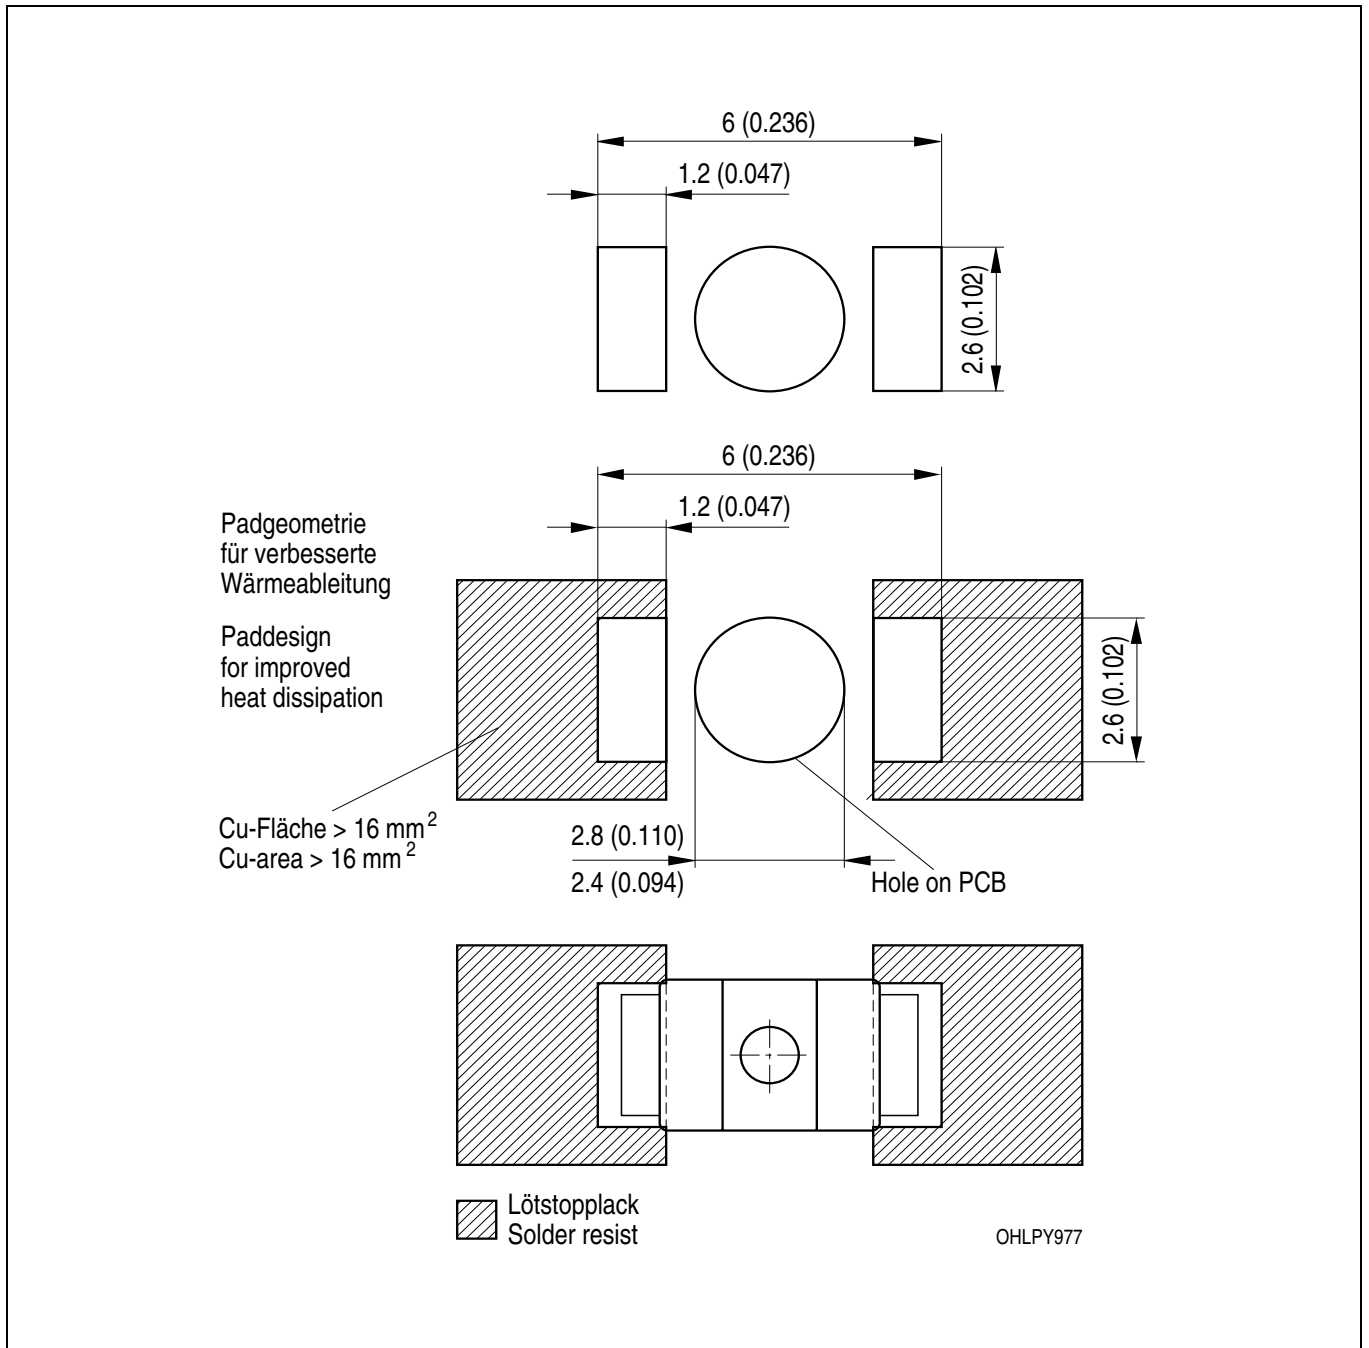 6 (0.236)
1.2 (0.047)
2.6 (0.102)
6 (0.236)
1.2 (0.047)
Padgeometrie
für verbesserte
Wärmeableitung
Paddesign
for improved
heat dissipation
2.6 (0.102)
Cu-Fläche > 16 mm²
Cu-area > 16 mm²
2.8 (0.110)
2.4 (0.094)
Hole on PCB
Lötstopplack
Solder resist
OHLPY977